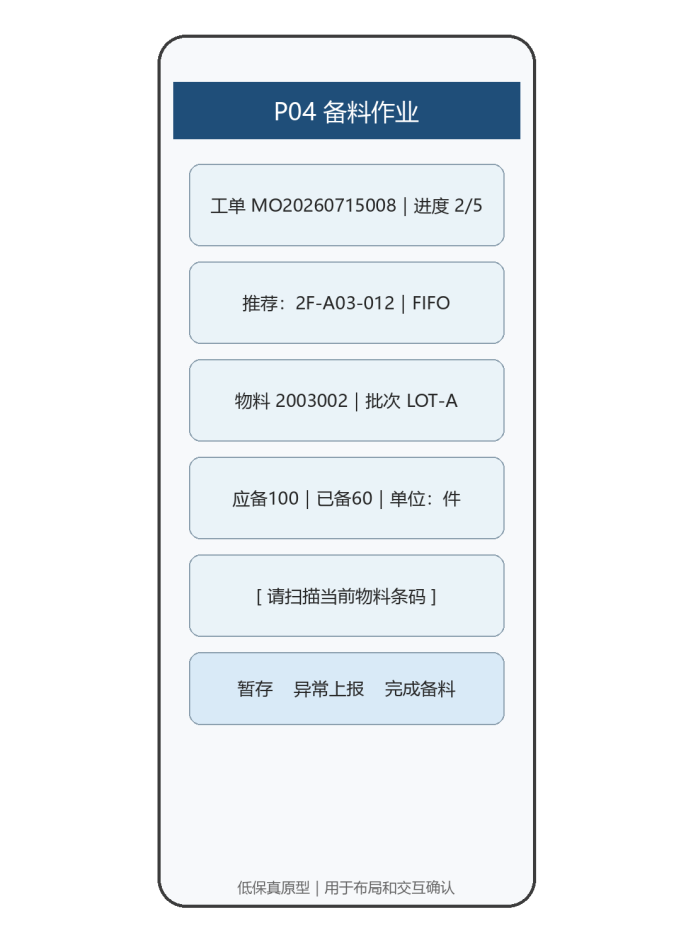 P04 备料作业
工单 MO20260715008 | 进度 2/5
推荐：2F-A03-012 | FIFO
物料 2003002 | 批次 LOT-A
应备100 | 已备60 | 单位：件
[ 请扫描当前物料条码 ]
暂存 异常上报 完成备料
低保真原型 | 用于布局和交互确认